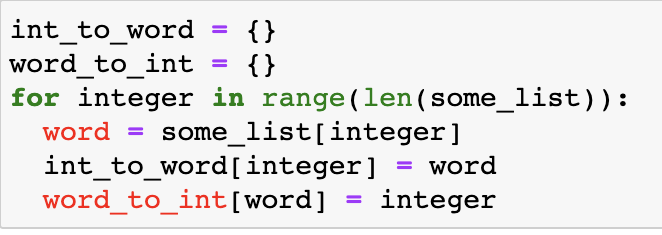 int_to_word = {}
word_to_int = {}
for integer in range(len(some_list)):
  word = some_list[integer]
  int_to_word[integer] = word
  word_to_int[word] = integer